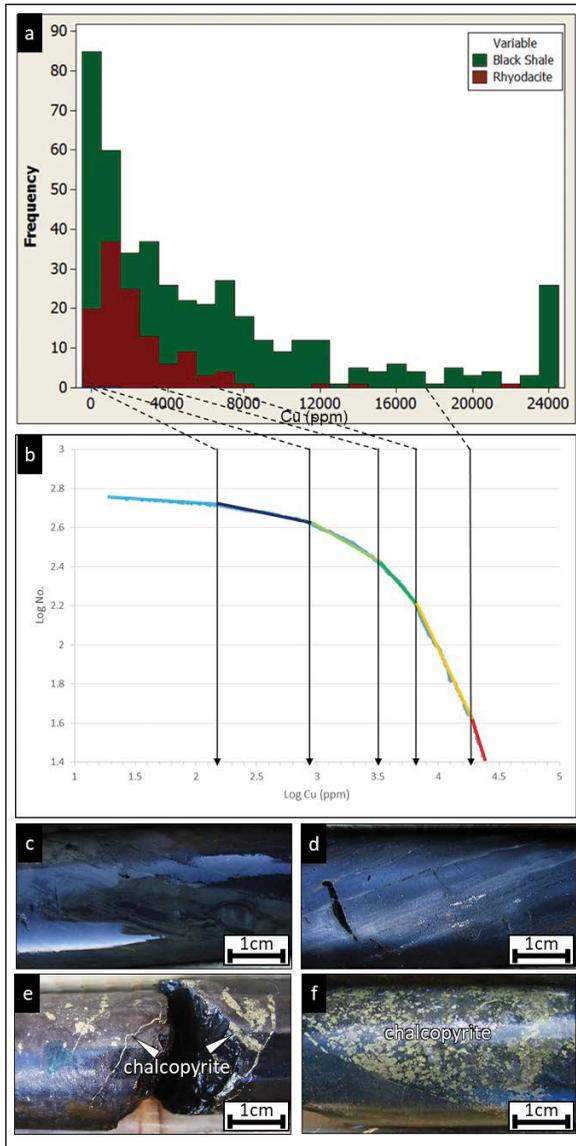 a
90
80
70
60
50
40
30
20
10
0
Frequency
Variable
Black Shale
Rhyodacite
0 4000 8000 12000 16000 20000 24000
Cu (ppm)
b
3
2.8
2.6
2.4
2.2
2
1.8
1.6
1.4
Log No.
1 2 2.5 3 3.5 4 4.5 5
Log Cu (ppm)
c
1cm
d
1cm
e
chalcopyrite
1cm
f
chalcopyrite
1cm